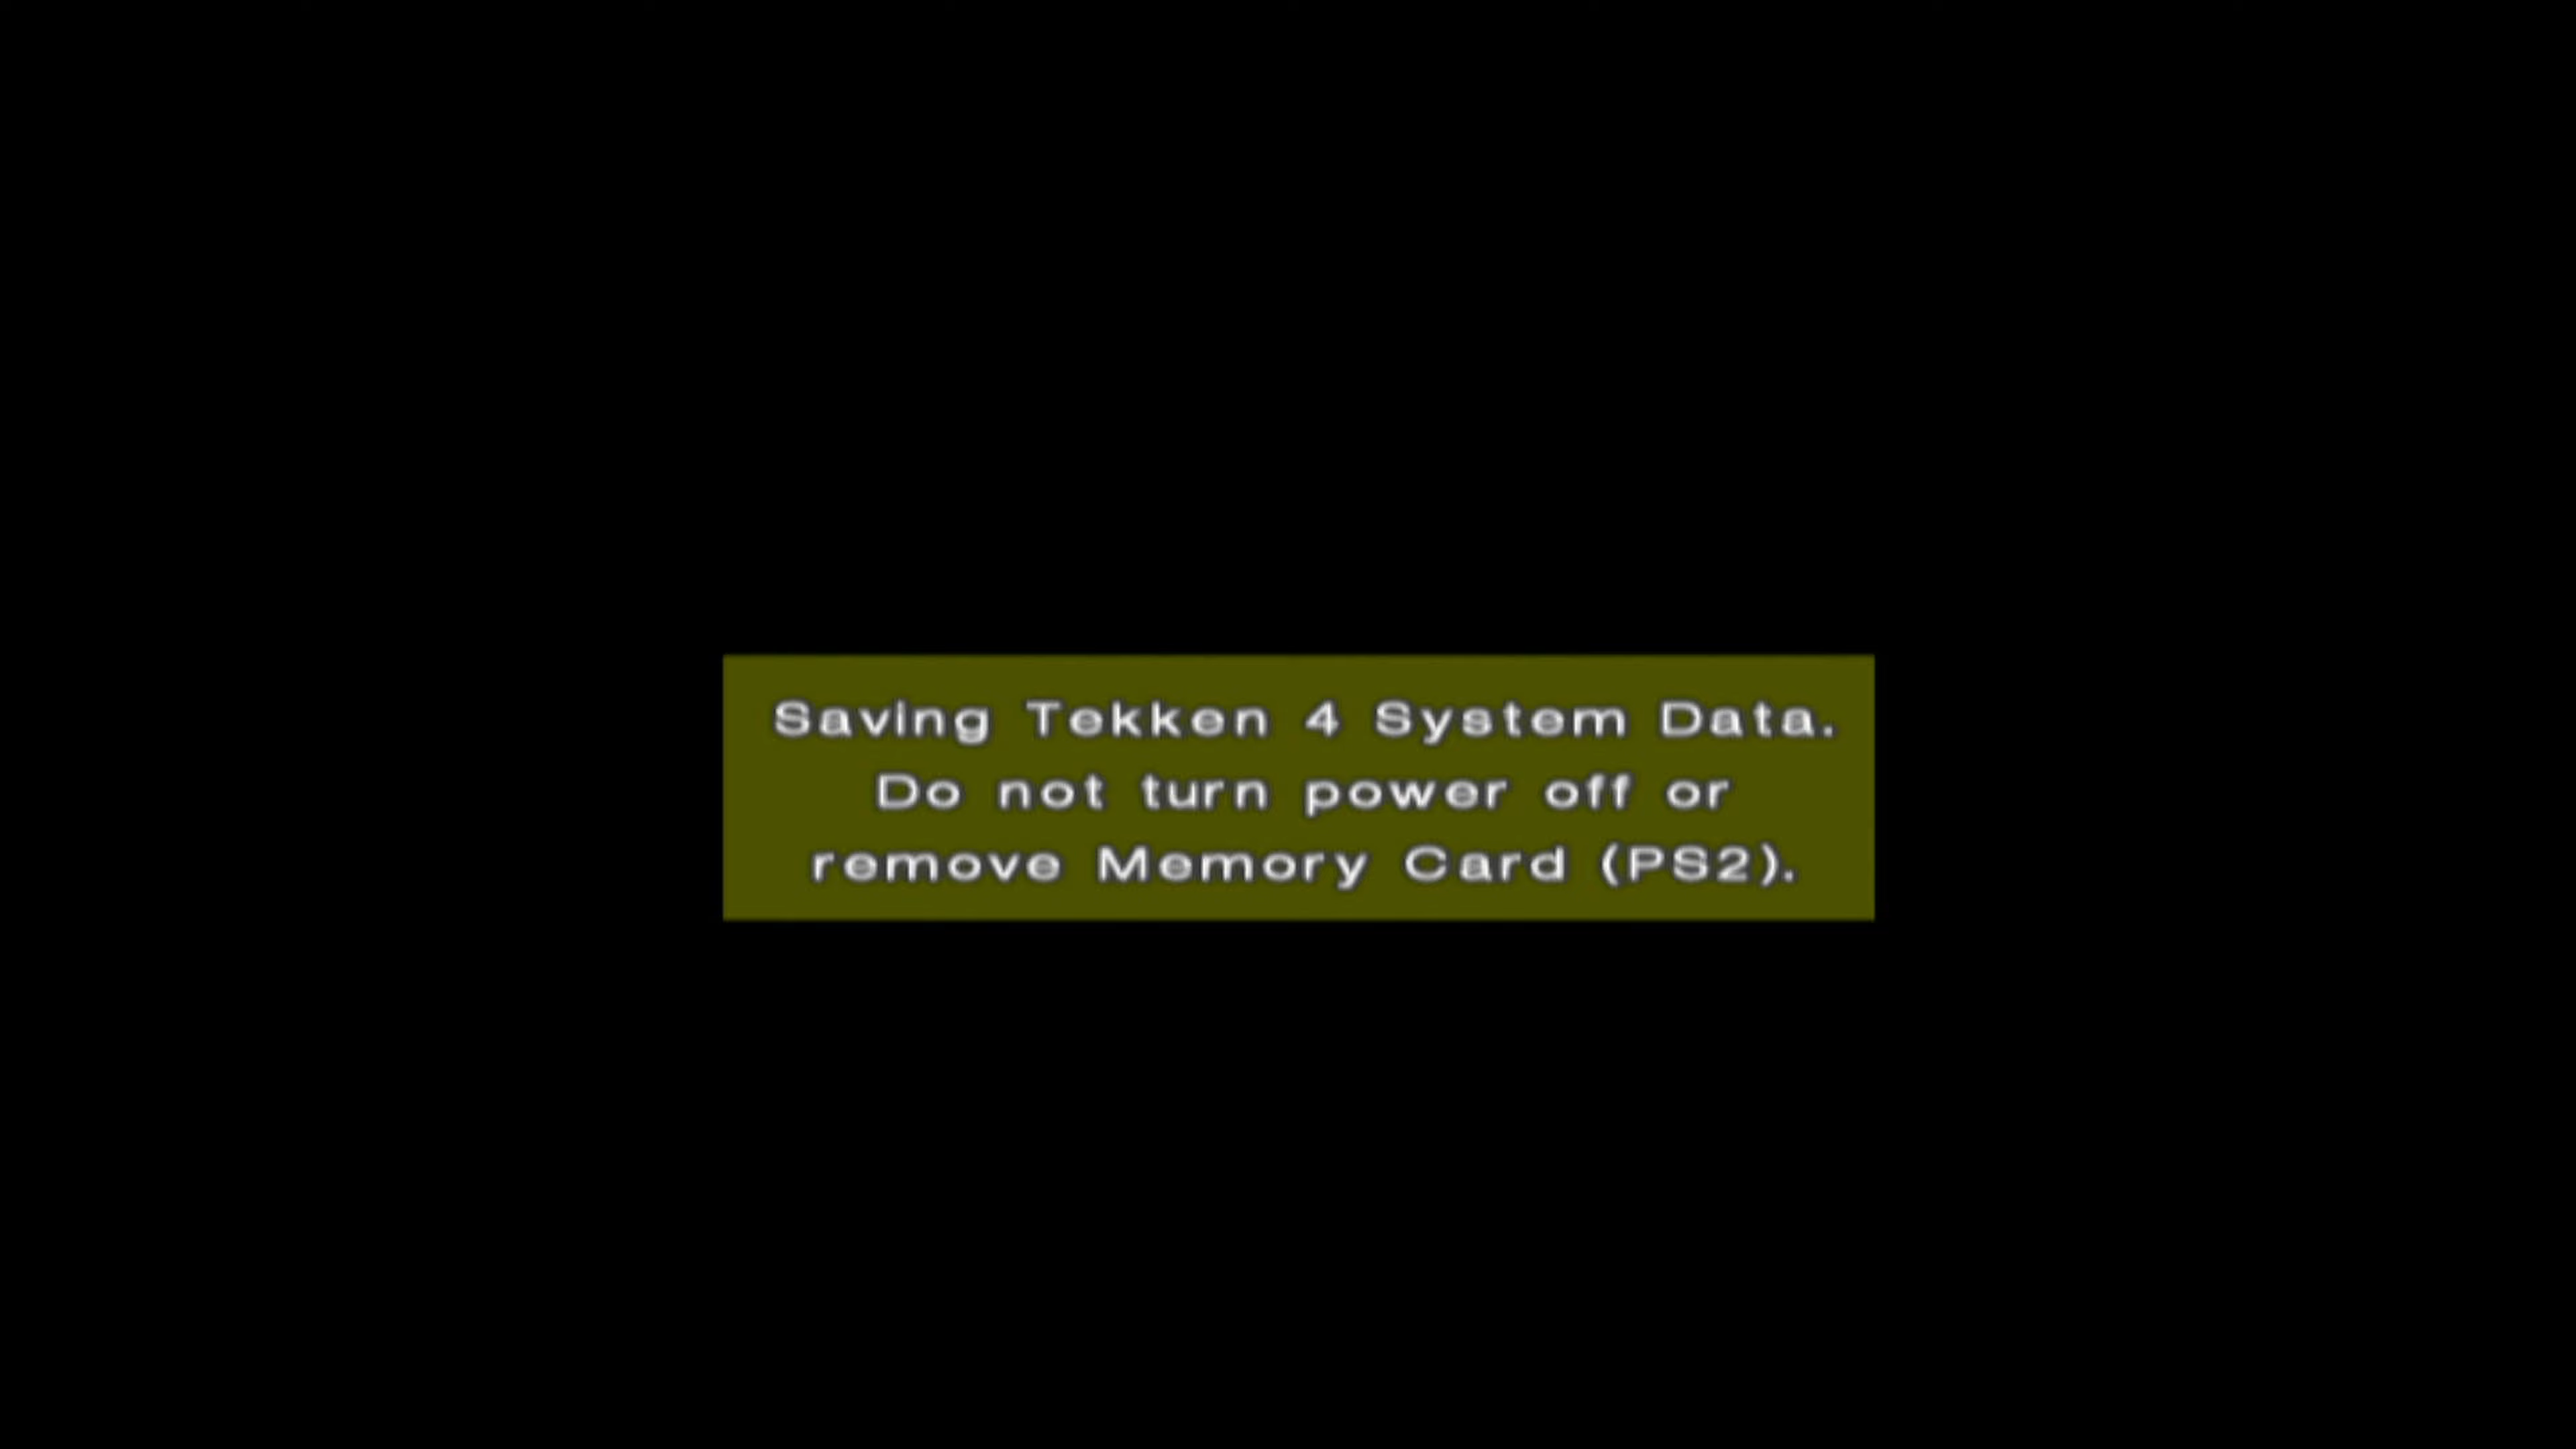 Saving Tekken 4 System Data.
Do not turn power off or
remove Memory Card (PS2).